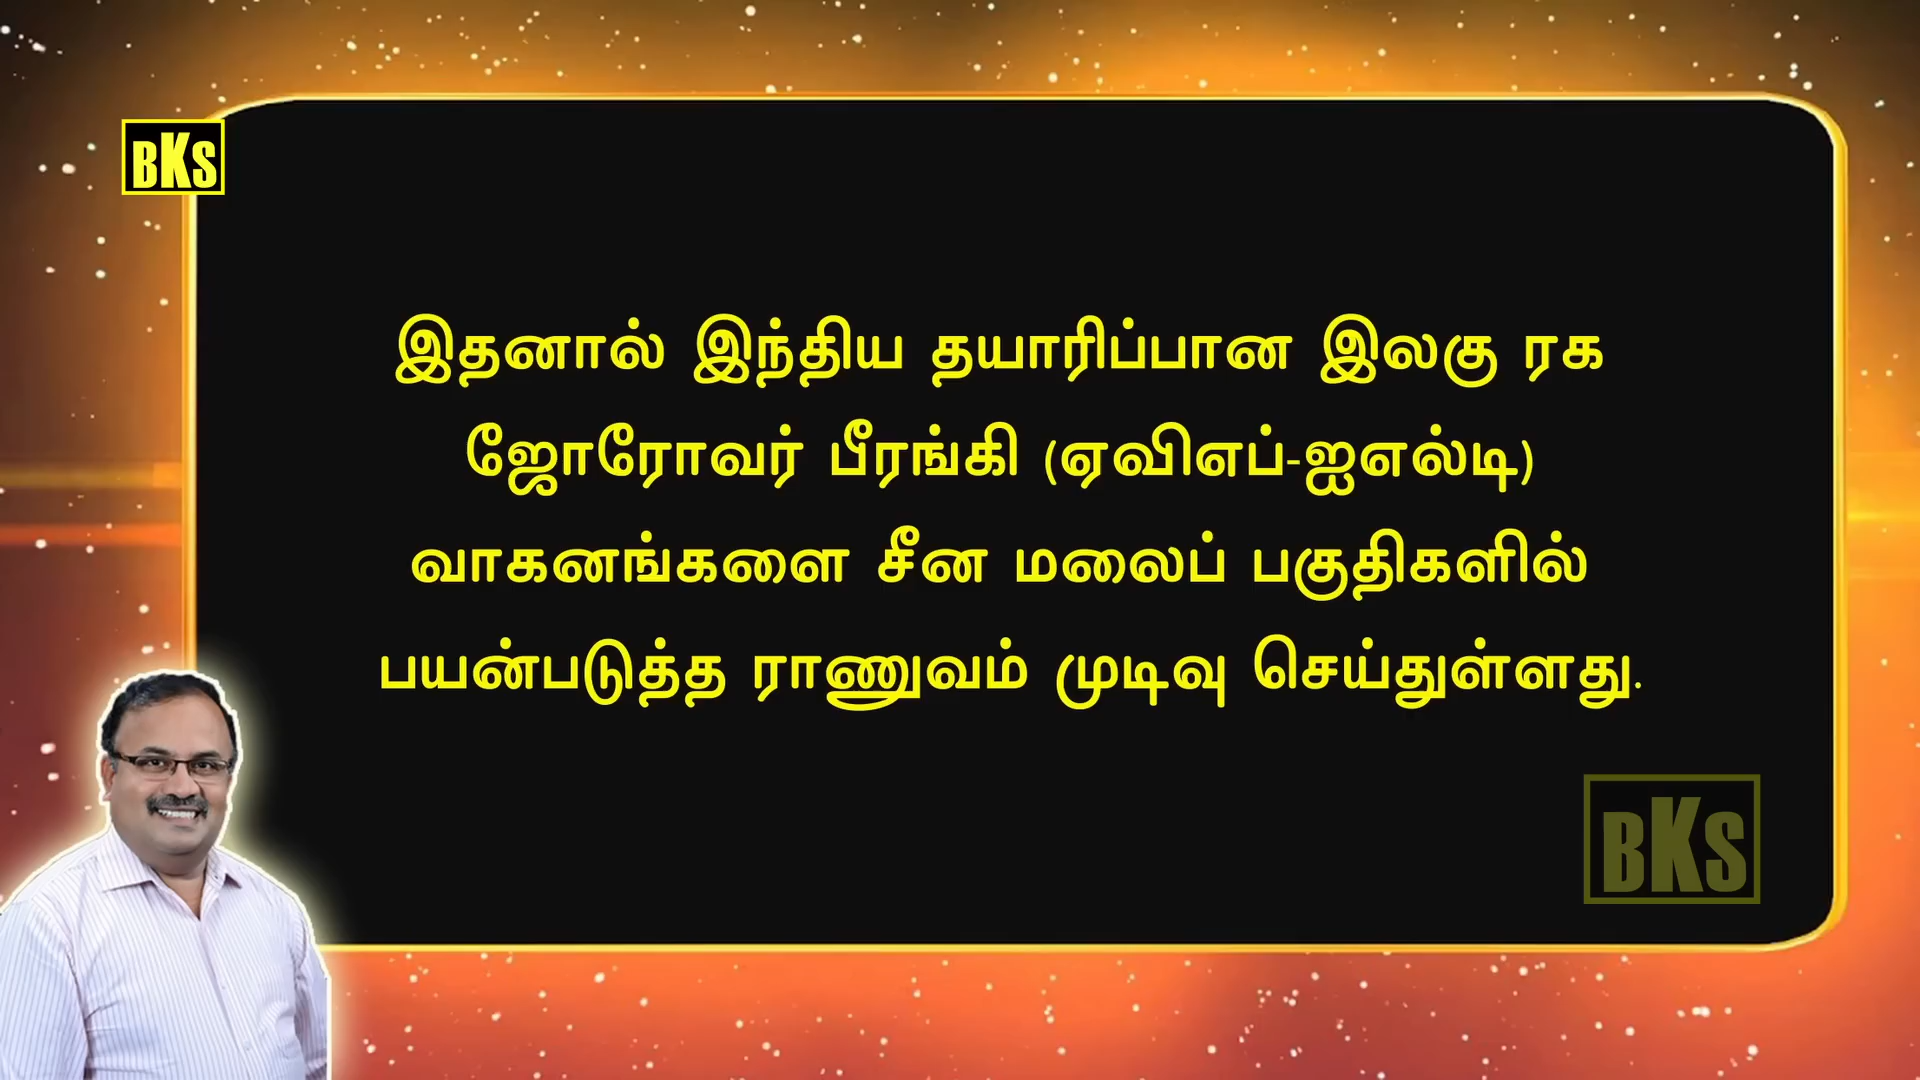 BKS
இதனால் இந்திய தயாரிப்பான இலகு ரக
ஜோரோவர் பீரங்கி (ஏவிஎப்-ஐஎல்டி)
வாகனங்களை சீன மலைப் பகுதிகளில்
பயன்படுத்த ராணுவம் முடிவு செய்துள்ளது.
BKS